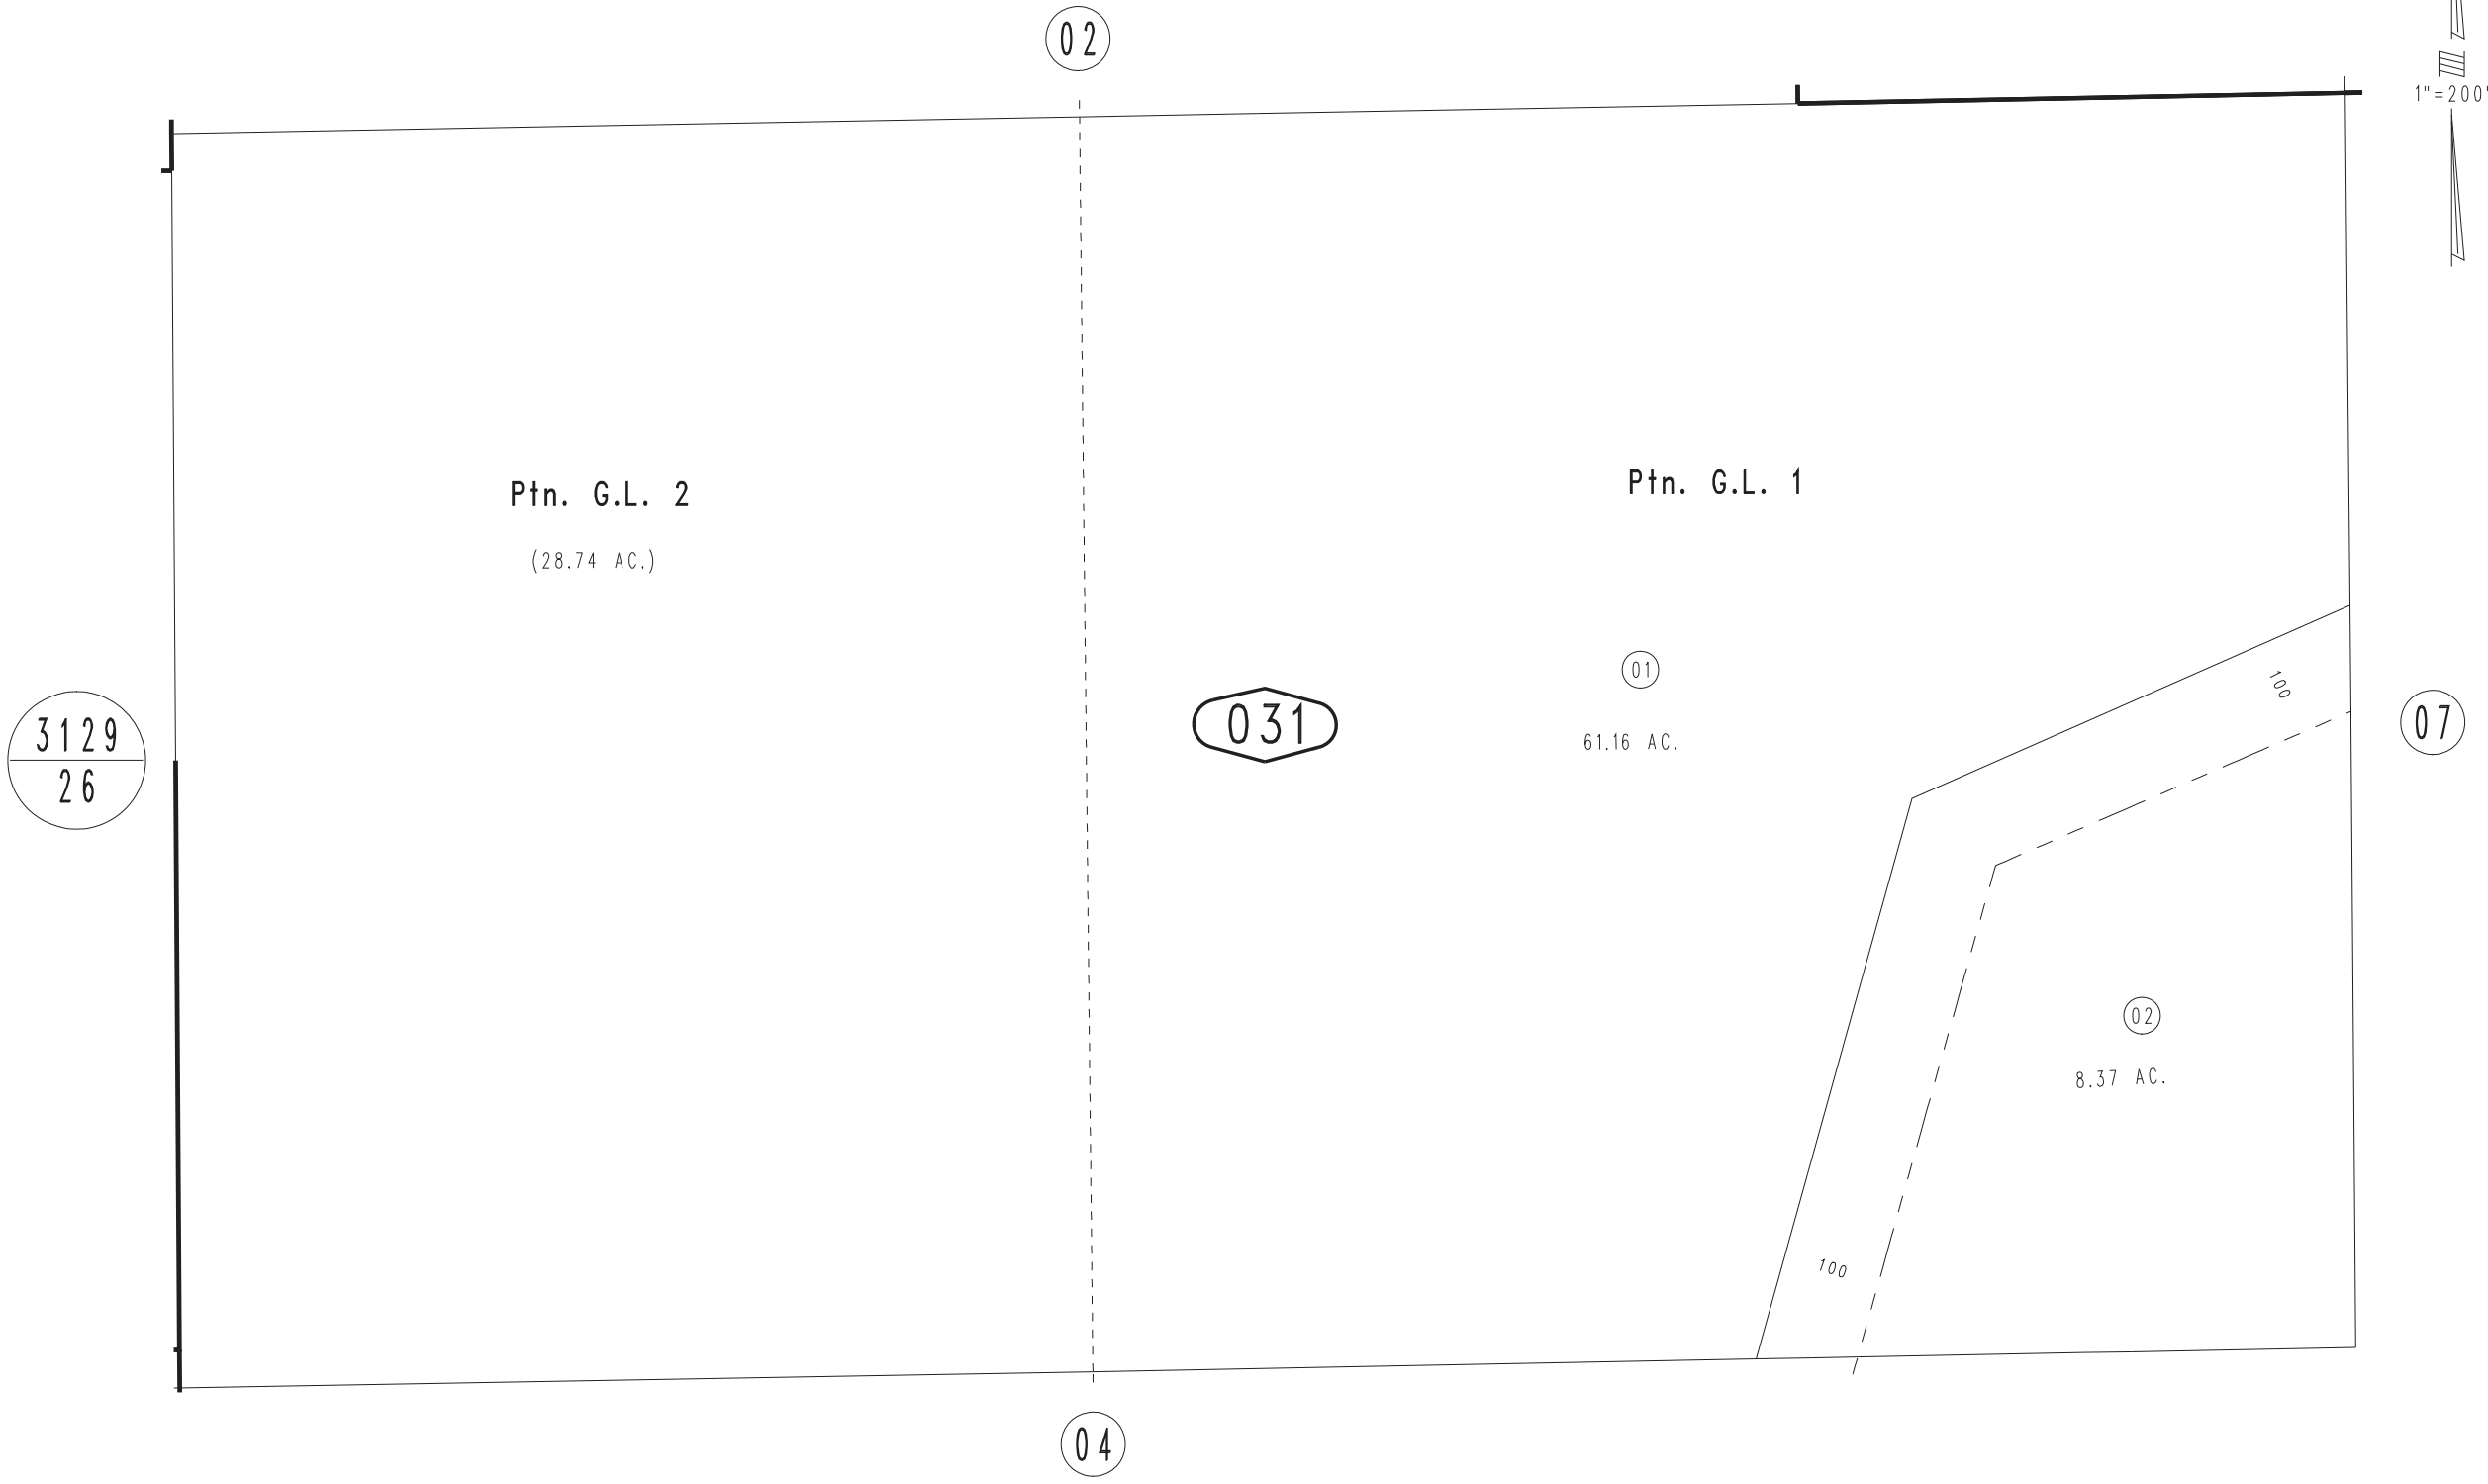 02
1"=200'
Ptn. G.L. 2
(28.74 AC.)
Ptn. G.L. 1
01
61.16 AC.
031
3129
26
100
07
02
8.37 AC.
100
04